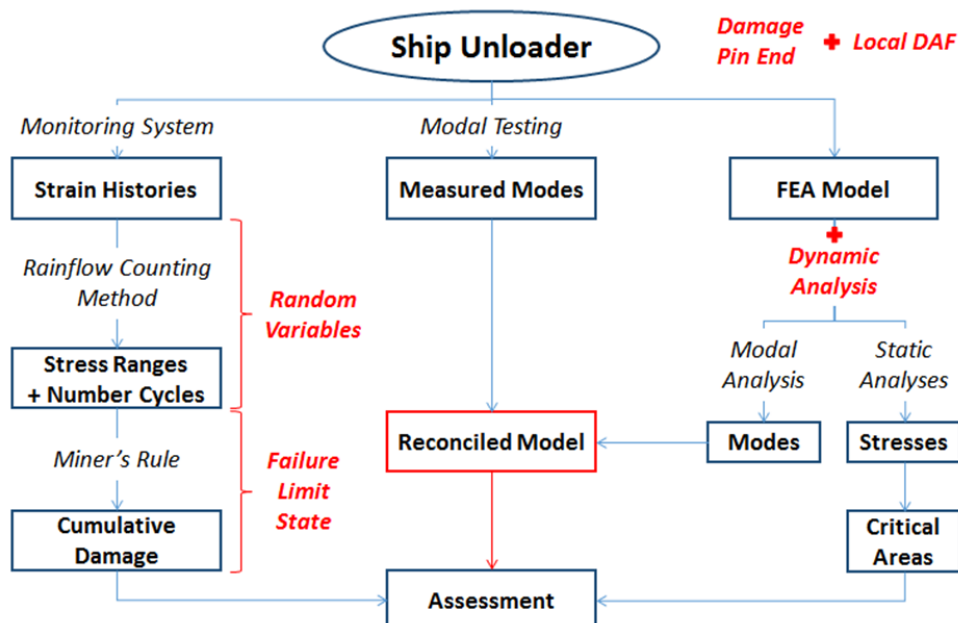 Ship Unloader
Damage
Pin End
+ Local DAF
Monitoring System
Modal Testing
Strain Histories
Measured Modes
FEA Model
+
Dynamic
Analysis
Rainflow Counting
Method
Random
Variables
Stress Ranges
+ Number Cycles
Modal
Analysis
Static
Analyses
Reconciled Model
Modes
Stresses
Miner's Rule
Failure
Limit
State
Cumulative
Damage
Critical
Areas
Assessment